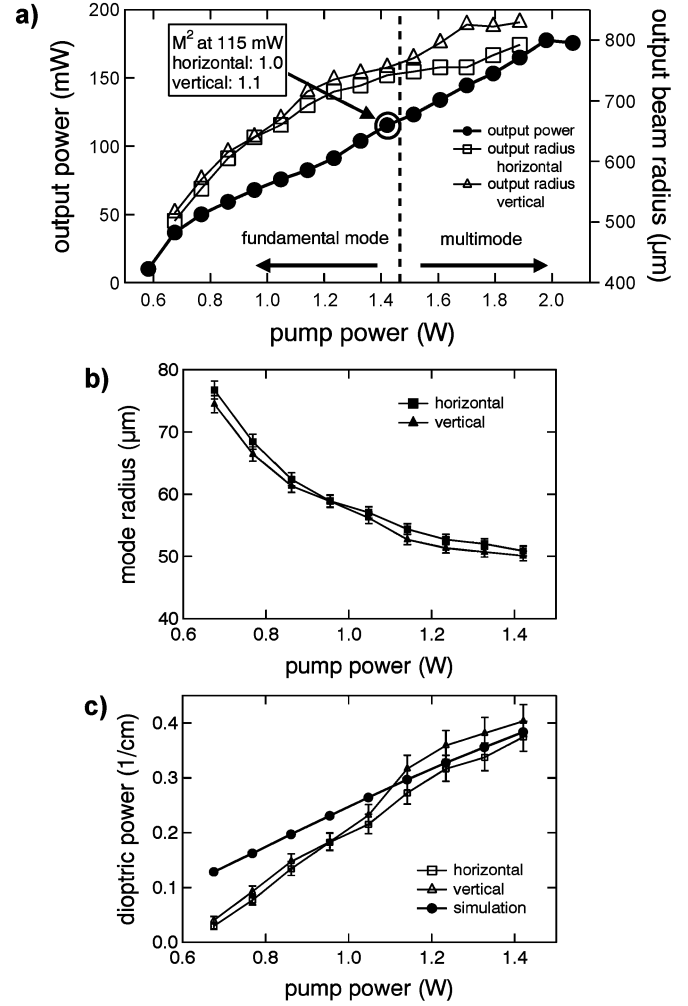 a)
200
150
100
50
0
output power (mW)
M2 at 115 mW
horizontal: 1.0
vertical: 1.1
output power
output radius
horizontal
output radius
vertical
fundamental mode
multimode
800
700
600
500
400
output beam radius (μm)
0.6 0.8 1.0 1.2 1.4 1.6 1.8 2.0
pump power (W)
b)
80
70
60
50
40
mode radius (μm)
horizontal
vertical
0.6 0.8 1.0 1.2 1.4
pump power (W)
c)
0.4
0.3
0.2
0.1
0.0
dioptric power (1/cm)
horizontal
vertical
simulation
0.6 0.8 1.0 1.2 1.4
pump power (W)